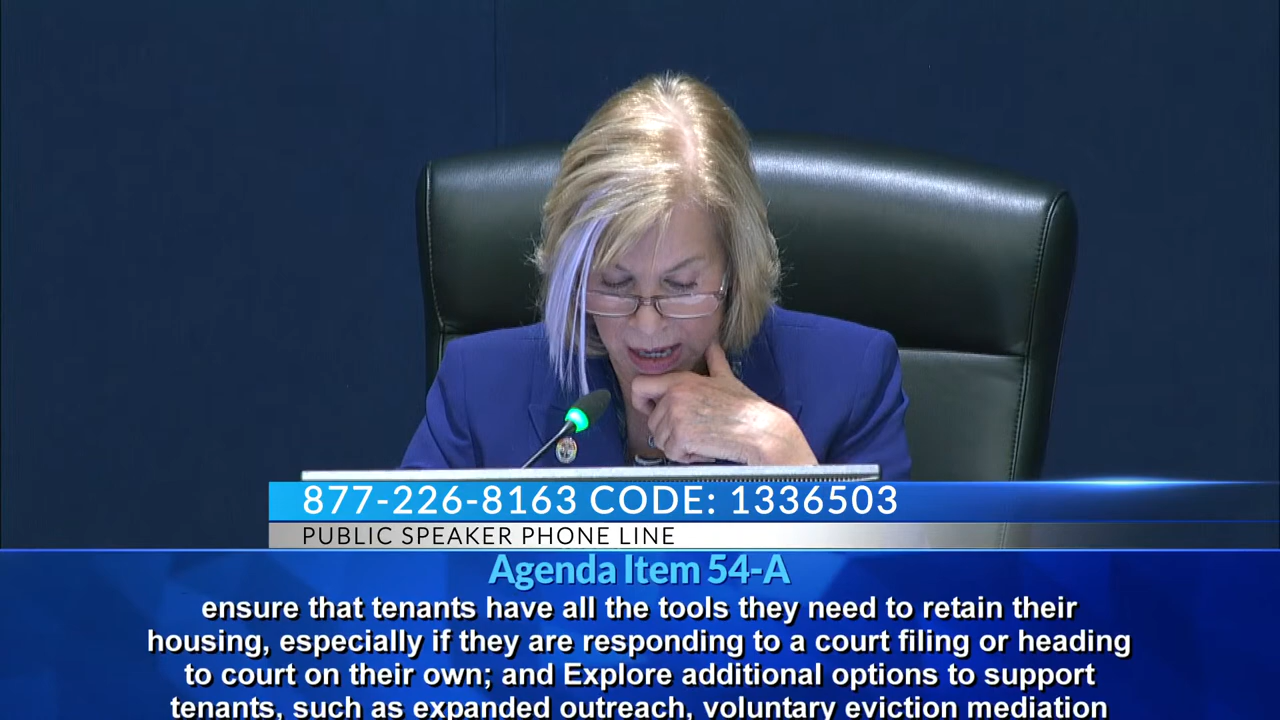 877-226-8163 CODE: 1336503
PUBLIC SPEAKER PHONE LINE
Agenda Item 54-A
ensure that tenants have all the tools they need to retain their
housing, especially if they are responding to a court filing or heading
to court on their own; and Explore additional options to support
tenants, such as expanded outreach, voluntary eviction mediation